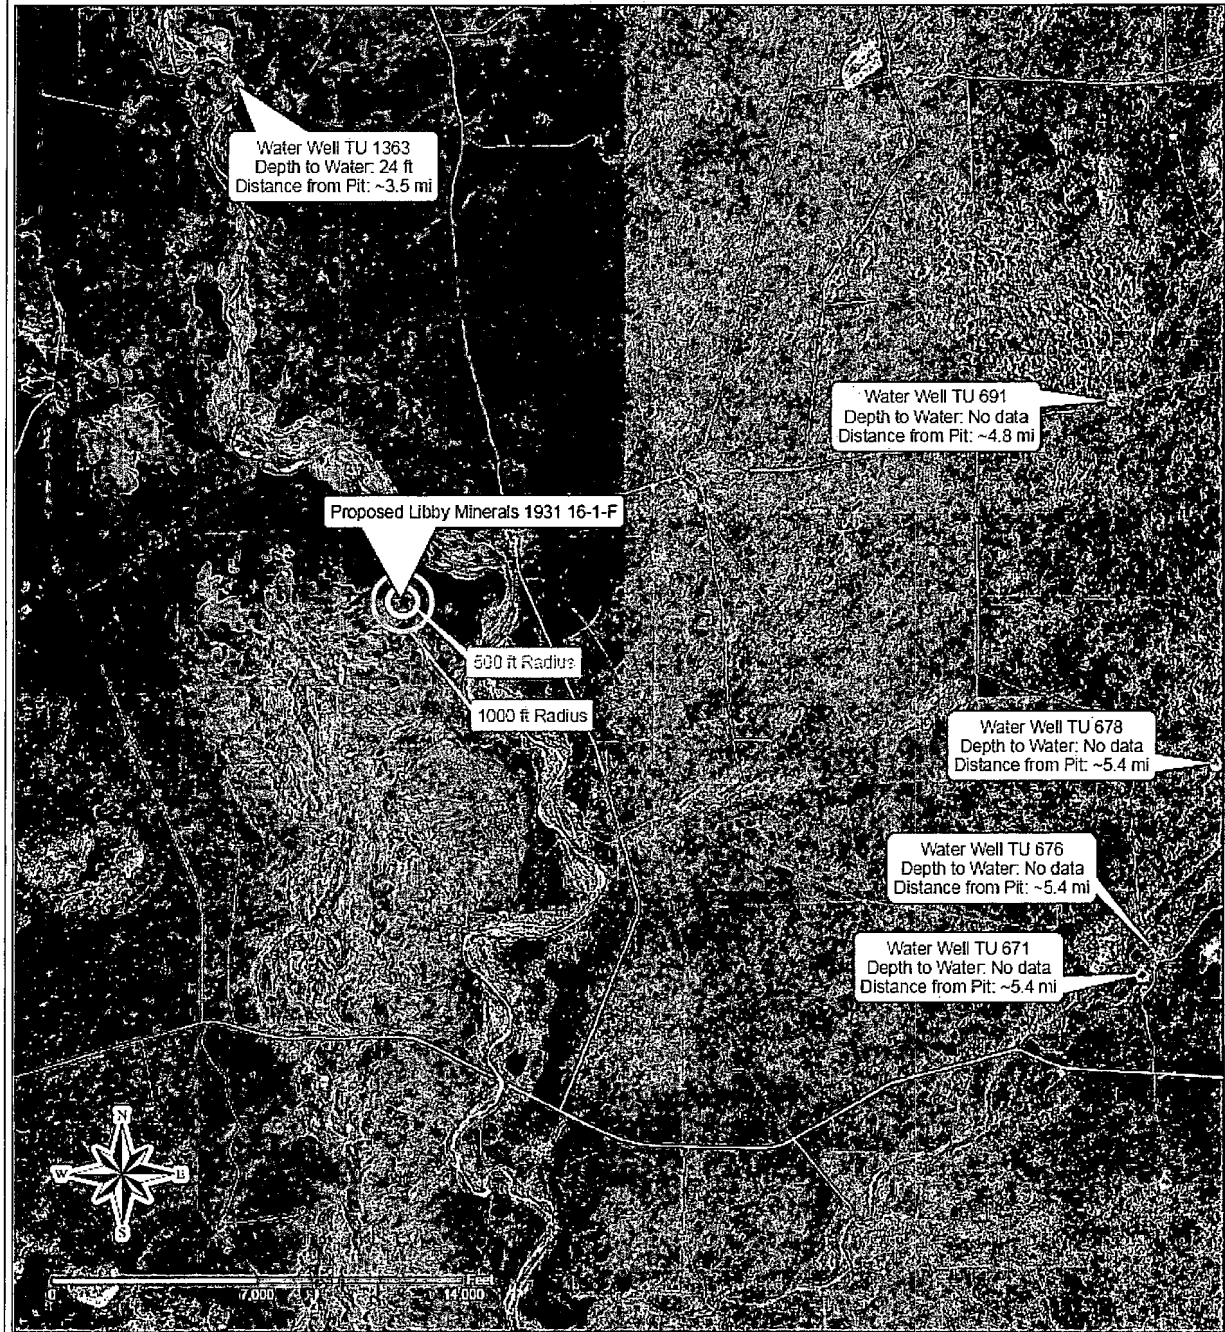 Water Well TU 1363
Depth to Water: 24 ft
Distance from Pit: ~3.5 mi
Water Well TU 691
Depth to Water: No data
Distance from Pit: ~4.8 mi
Proposed Libby Minerals 1931 16-1-F
500 ft Radius
1000 ft Radius
Water Well TU 678
Depth to Water: No data
Distance from Pit: ~5.4 mi
Water Well TU 676
Depth to Water: No data
Distance from Pit: ~5.4 mi
Water Well TU 671
Depth to Water: No data
Distance from Pit: ~5.4 mi
N
W E
S
Feet
0 7,000 14,000